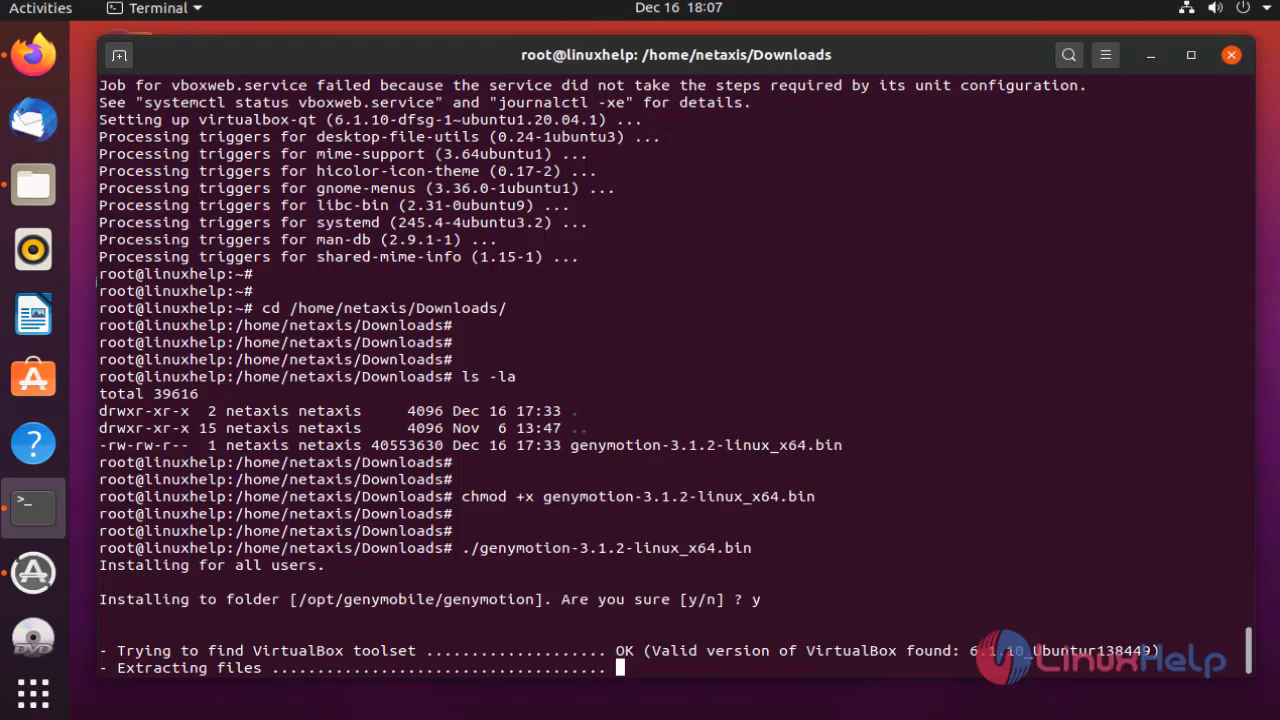 Activities Terminal Dec 16 18:07
root@linuxhelp: /home/netaxis/Downloads
Job for vboxweb.service failed because the service did not take the steps required by its unit configuration.
See "systemctl status vboxweb.service" and "journalctl -xe" for details.
Setting up virtualbox-qt (6.1.10-dfsg-1~ubuntu1.20.04.1) ...
Processing triggers for desktop-file-utils (0.24-1ubuntu3) ...
Processing triggers for mime-support (3.64ubuntu1) ...
Processing triggers for hicolor-icon-theme (0.17-2) ...
Processing triggers for gnome-menus (3.36.0-1ubuntu1) ...
Processing triggers for libc-bin (2.31-0ubuntu9) ...
Processing triggers for systemd (245.4-4ubuntu3.2) ...
Processing triggers for man-db (2.9.1-1) ...
Processing triggers for shared-mime-info (1.15-1) ...
root@linuxhelp:~#
root@linuxhelp:~#
root@linuxhelp:~# cd /home/netaxis/Downloads/
root@linuxhelp:/home/netaxis/Downloads#
root@linuxhelp:/home/netaxis/Downloads#
root@linuxhelp:/home/netaxis/Downloads#
root@linuxhelp:/home/netaxis/Downloads# ls -la
total 39616
drwxr-xr-x  2 netaxis netaxis     4096 Dec 16 17:33 .
drwxr-xr-x 15 netaxis netaxis     4096 Nov  6 13:47 ..
-rw-rw-r--  1 netaxis netaxis 40553630 Dec 16 17:33 genymotion-3.1.2-linux_x64.bin
root@linuxhelp:/home/netaxis/Downloads#
root@linuxhelp:/home/netaxis/Downloads#
root@linuxhelp:/home/netaxis/Downloads# chmod +x genymotion-3.1.2-linux_x64.bin
root@linuxhelp:/home/netaxis/Downloads#
root@linuxhelp:/home/netaxis/Downloads#
root@linuxhelp:/home/netaxis/Downloads# ./genymotion-3.1.2-linux_x64.bin
Installing for all users.
Installing to folder [/opt/genymobile/genymotion]. Are you sure [y/n] ? y
- Trying to find VirtualBox toolset .................... OK (Valid version of VirtualBox found: 6.1.10_Ubuntur138449)
- Extracting files .....................................
LinuxHelp